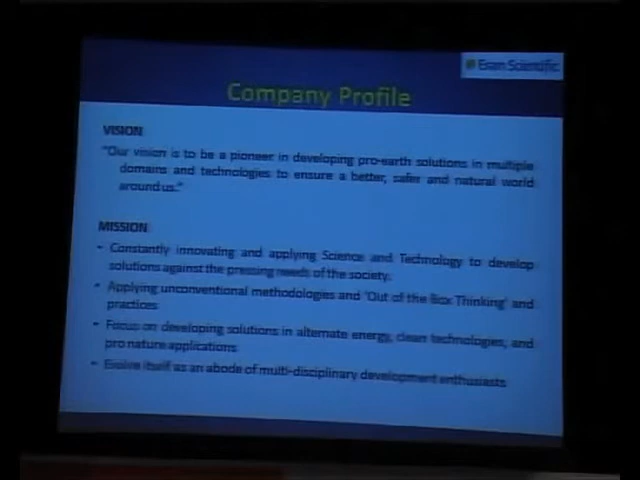 Esan Scientific
Company Profile
VISION
"Our vision is to be a pioneer in developing pro-earth solutions in multiple
domains and technologies to ensure a better, safer and natural world
around us."
MISSION
• Constantly innovating and applying Science and Technology to develop
solutions against the pressing needs of the society.
• Applying unconventional methodologies and 'Out of the Box Thinking' and
practices
• Focus on developing solutions in alternate energy, clean technologies, and
pro nature applications
• Evolve itself as an abode of multi-disciplinary development enthusiasts